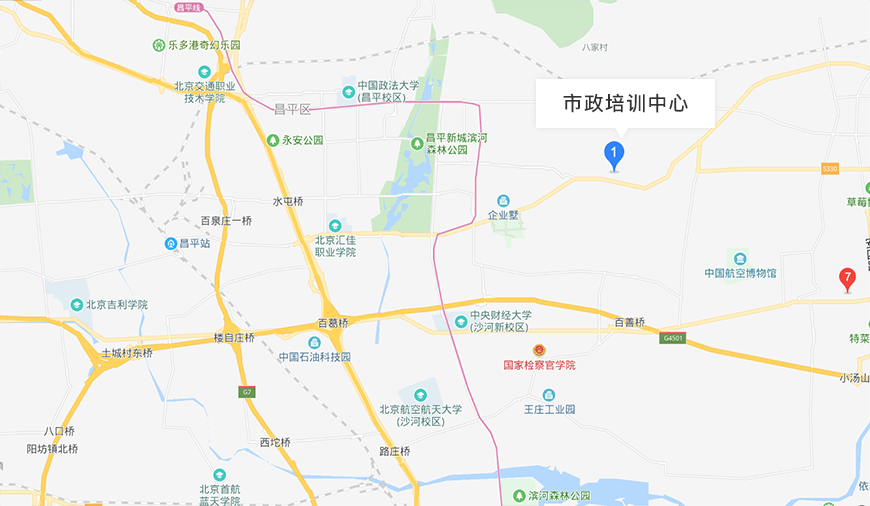 昌平线
乐多港奇幻乐园
八家村
北京交通职业
技术学院
中国政法大学
(昌平校区)
市政培训中心
昌平区
永安公园
昌平新城滨河
森林公园
1
S330
水屯桥
草莓
企业墅
百泉庄一桥
北京汇佳
职业学院
昌平站
中国航空博物馆
7
北京吉利学院
百葛桥
中央财经大学
(沙河新校区)
百善桥
楼自庄桥
G4501
特菜
土城村东桥
中国石油科技园
国家检察官学院
小汤山
G7
北京航空航天大学
(沙河校区)
王庄工业园
八口桥
西坨桥
阳坊镇北桥
路庄桥
北京首航
蓝天学院
滨河森林公园
依